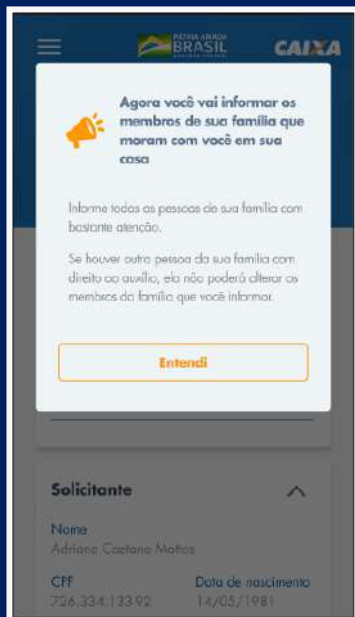 PÁTRIA AMADA
BRASIL
CAIXA
Agora você vai informar os
membros de sua família que
moram com você em sua
casa
Informe todas as pessoas de sua família com
bastante atenção.
Se houver outra pessoa da sua família com
direito ao auxílio, ela não poderá alterar os
membros da família que você informar.
Entendi
Solicitante
Nome
Adriana Caetano Mattos
CPF Data de nascimento
726.334.133-92 14/05/1981